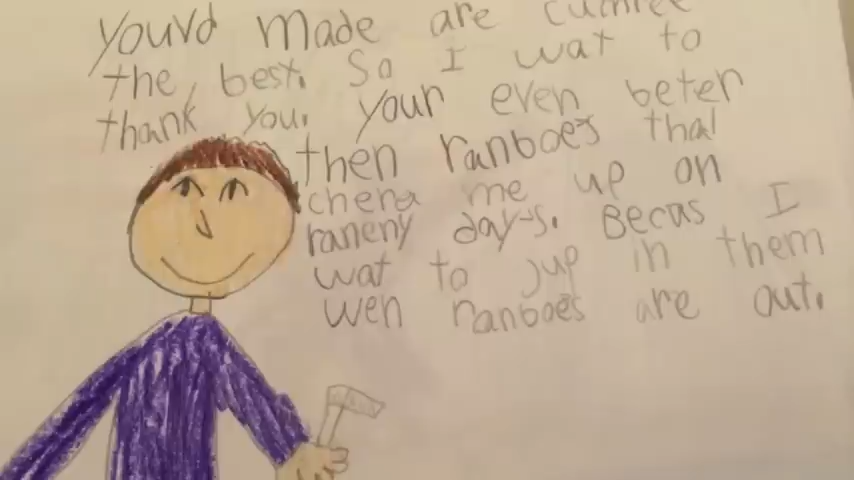 youvd made are
the best. So I wat to
thank you. your even beter
then ranboes that
chera me up on
raneny days. Becas I
wat to jup in them
wen ranboes are out.